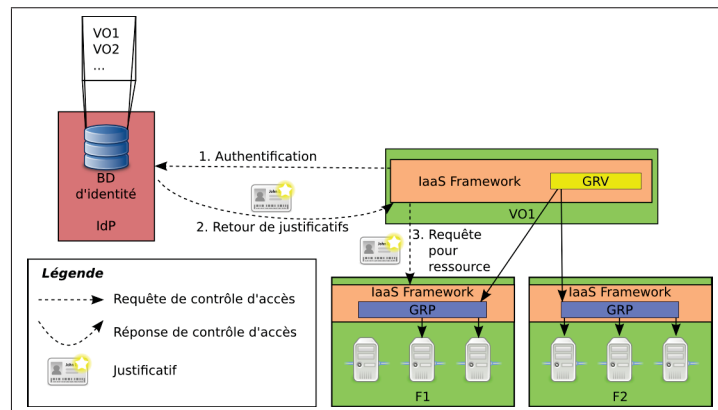 VO1
VO2
...
BD
d'identité
IdP
1. Authentification
2. Retour de justificatifs
IaaS Framework
GRV
VO1
3. Requête
pour
ressource
IaaS Framework
GRP
F1
IaaS Framework
GRP
F2
Légende
Requête de contrôle d'accès
Réponse de contrôle d'accès
Justificatif